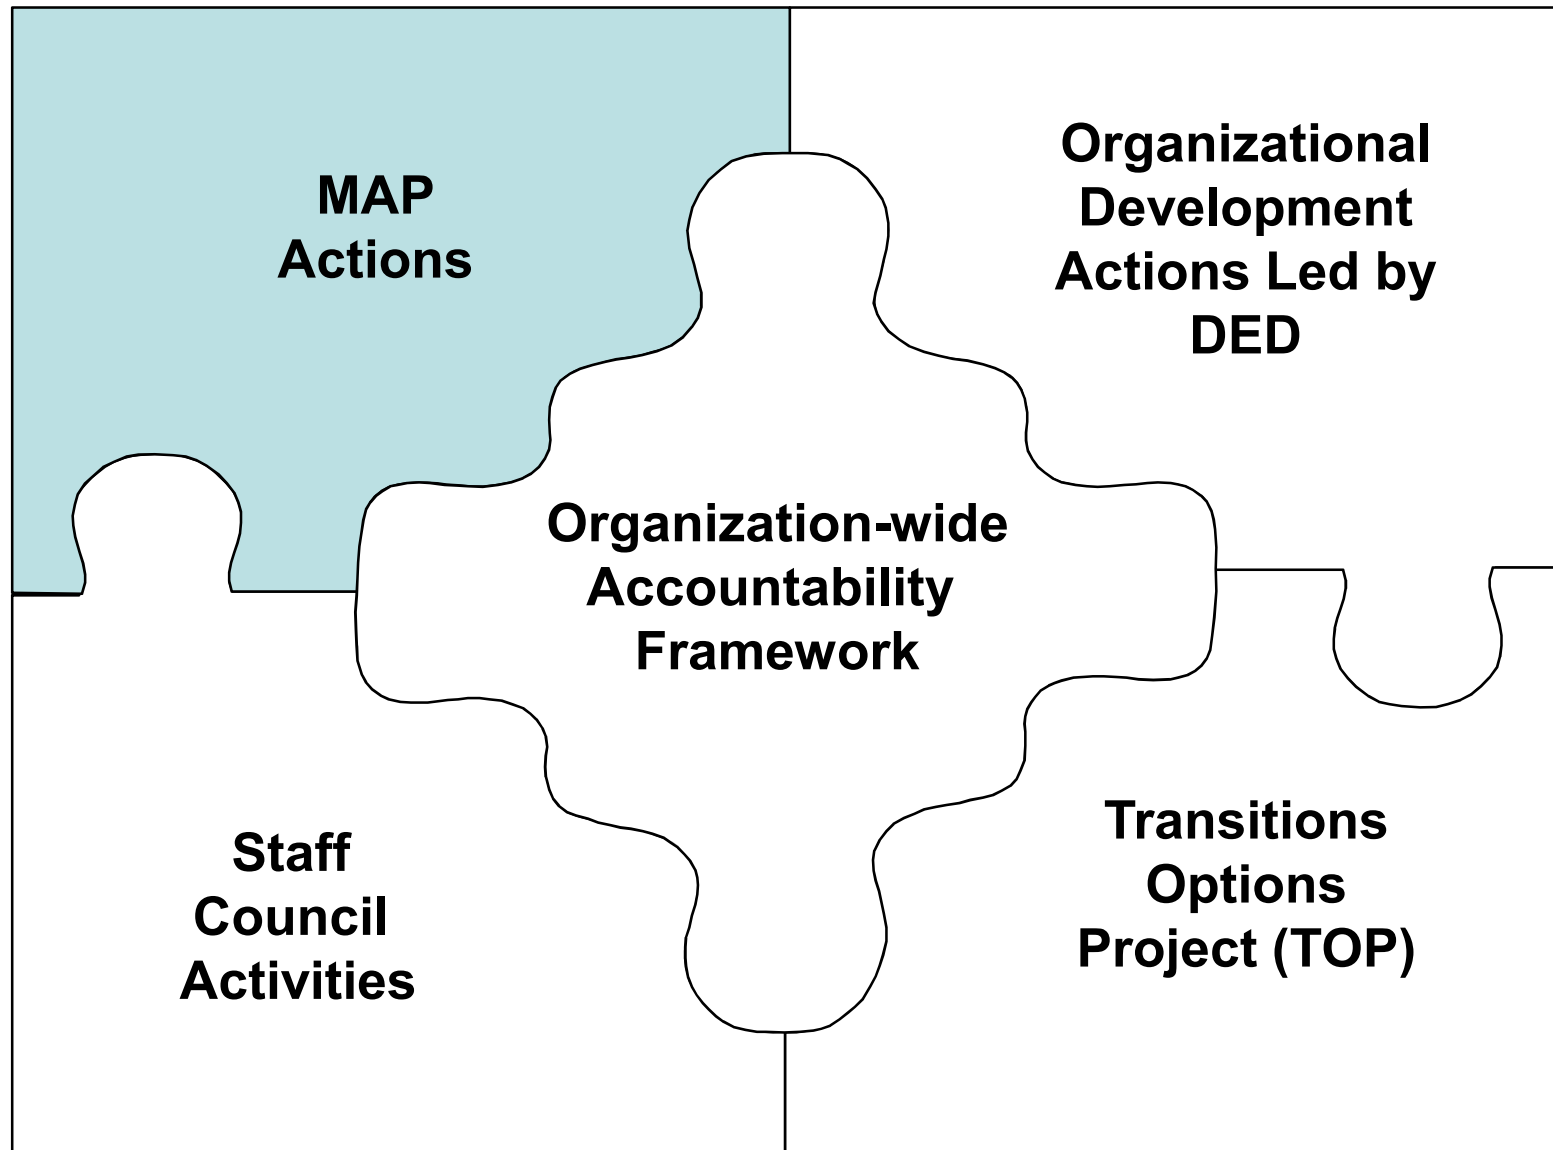 MAP
Actions
Organizational
Development
Actions Led by
DED
Organization-wide
Accountability
Framework
Staff
Council
Activities
Transitions
Options
Project (TOP)